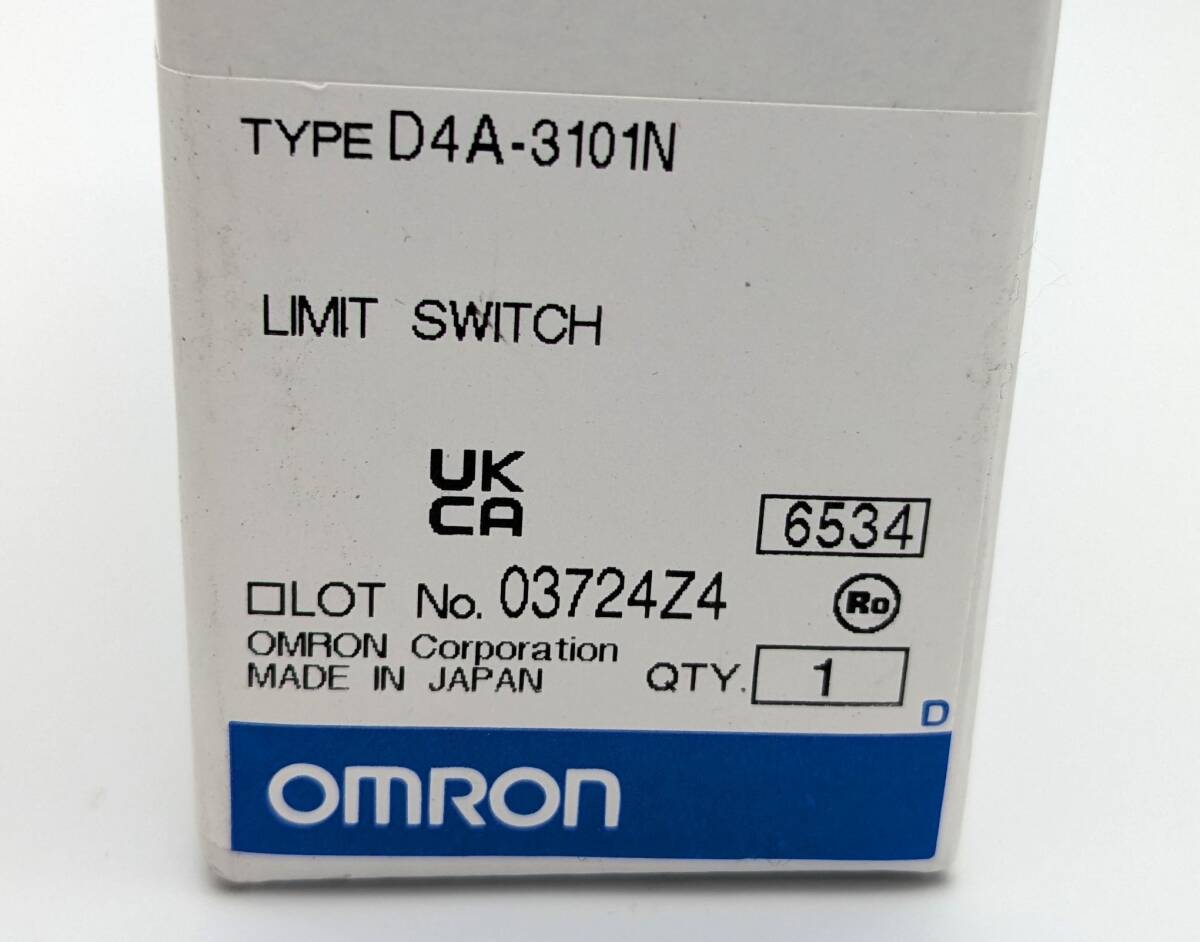 TYPE D4A-3101N
LIMIT SWITCH
UK
CA
6534
LOT No. 03724Z4
Ro
OMRON Corporation
MADE IN JAPAN
QTY. 1
D
OMRON